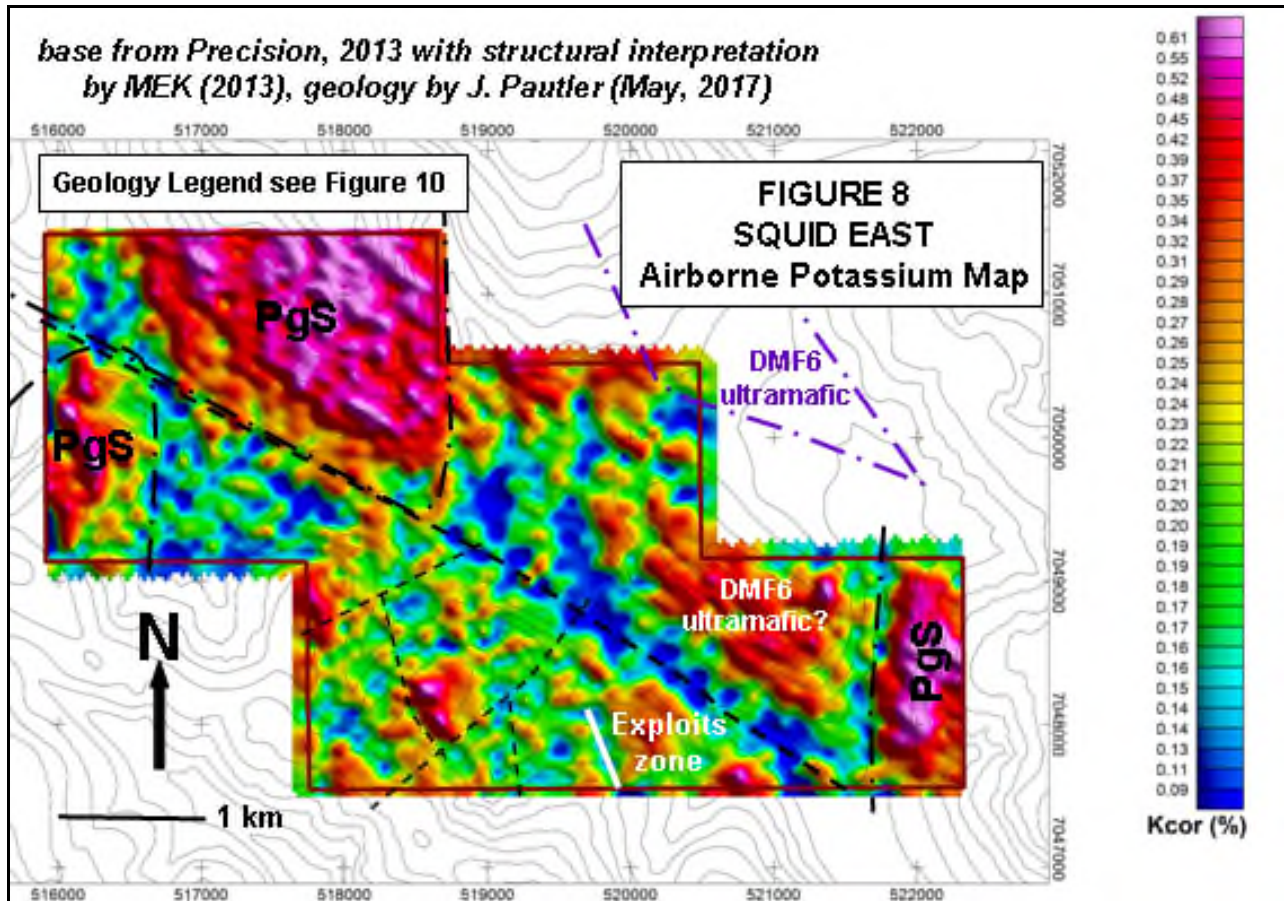 base from Precision, 2013 with structural interpretation
by MEK (2013), geology by J. Pautler (May, 2017)
516000 517000 518000 519000 520000 521000 522000
Geology Legend see Figure 10
FIGURE 8
SQUID EAST
Airborne Potassium Map
PgS
PgS
DMF6
ultramafic
DMF6
ultramafic?
PgS
Exploits
zone
N
1 km
7052000
7051000
7050000
7049000
7048000
7047000
516000 517000 518000 519000 520000 521000 522000
0.61
0.55
0.52
0.48
0.45
0.42
0.39
0.37
0.35
0.34
0.32
0.31
0.29
0.28
0.27
0.26
0.25
0.24
0.24
0.23
0.22
0.21
0.21
0.20
0.19
0.18
0.17
0.17
0.16
0.15
0.14
0.13
0.11
0.09
Kcor (%)